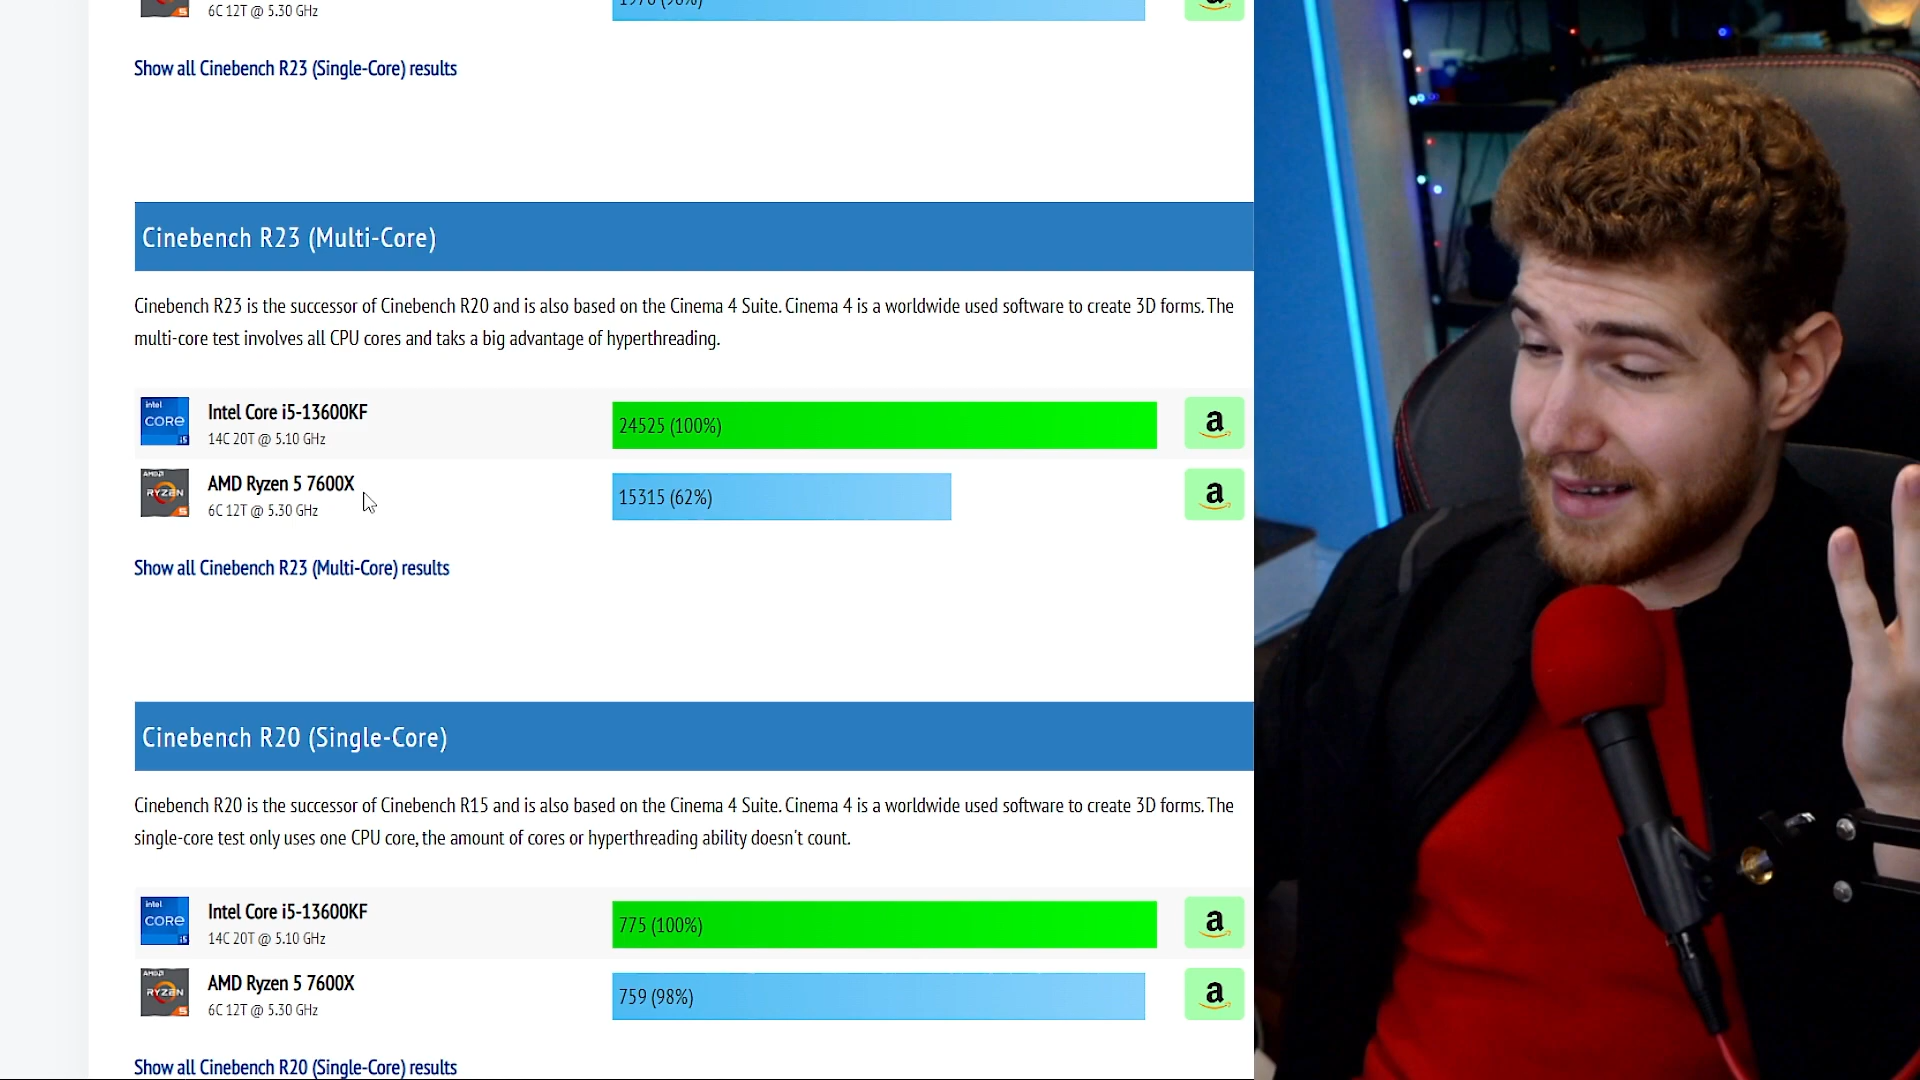 6C 12T @ 5.30 GHz
Show all Cinebench R23 (Single-Core) results
Cinebench R23 (Multi-Core)
Cinebench R23 is the successor of Cinebench R20 and is also based on the Cinema 4 Suite. Cinema 4 is a worldwide used software to create 3D forms. The
multi-core test involves all CPU cores and taks a big advantage of hyperthreading.
intel CORE i5
Intel Core i5-13600KF
14C 20T @ 5.10 GHz
24525 (100%)
a
AMD RYZEN 5
AMD Ryzen 5 7600X
6C 12T @ 5.30 GHz
15315 (62%)
a
Show all Cinebench R23 (Multi-Core) results
Cinebench R20 (Single-Core)
Cinebench R20 is the successor of Cinebench R15 and is also based on the Cinema 4 Suite. Cinema 4 is a worldwide used software to create 3D forms. The
single-core test only uses one CPU core, the amount of cores or hyperthreading ability doesn't count.
intel CORE i5
Intel Core i5-13600KF
14C 20T @ 5.10 GHz
775 (100%)
a
AMD RYZEN 5
AMD Ryzen 5 7600X
6C 12T @ 5.30 GHz
759 (98%)
a
Show all Cinebench R20 (Single-Core) results